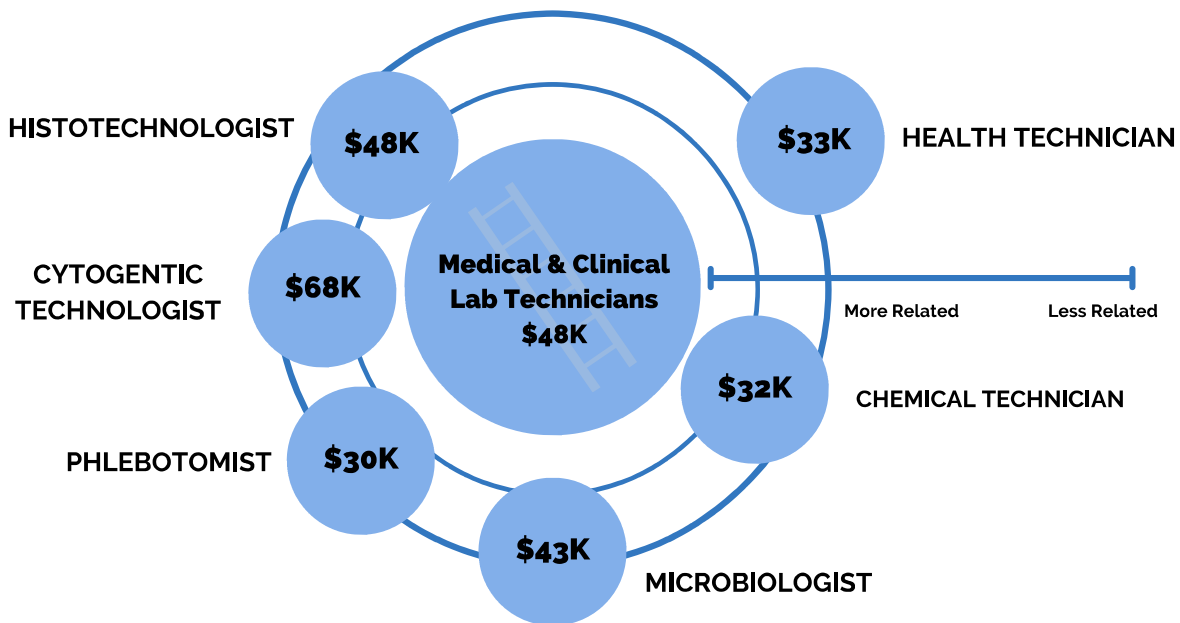 HISTOTECHNOLOGIST
$48K
$33K
HEALTH TECHNICIAN
CYTOGENTIC
TECHNOLOGIST
$68K
Medical & Clinical
Lab Technicians
$48K
More Related
Less Related
$32K
CHEMICAL TECHNICIAN
PHLEBOTOMIST
$30K
$43K
MICROBIOLOGIST